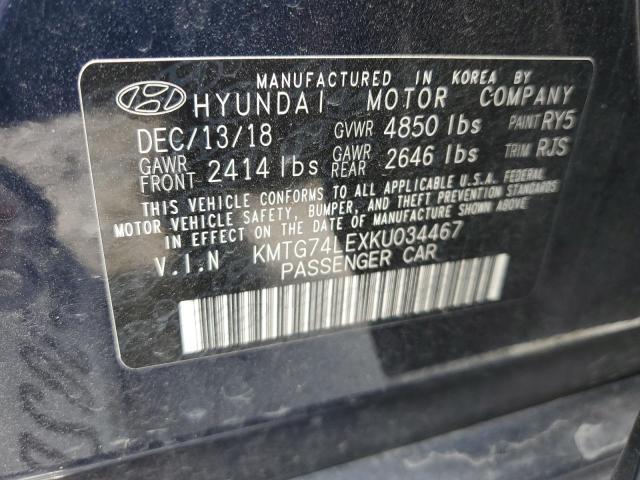 MANUFACTURED IN KOREA BY
HYUNDAI MOTOR COMPANY
DEC/13/18 GVWR 4850 lbs PAINT RY5
GAWR FRONT 2414 lbs GAWR REAR 2646 lbs TRIM RJS
THIS VEHICLE CONFORMS TO ALL APPLICABLE U.S.A. FEDERAL
MOTOR VEHICLE SAFETY, BUMPER, AND THEFT PREVENTION STANDARDS
IN EFFECT ON THE DATE OF MANUFACTURE SHOWN ABOVE.
V.I.N KMTG74LEXKU034467
PASSENGER CAR